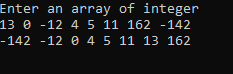 Enter an array of integer
13 0 -12 4 5 11 162 -142
-142 -12 0 4 5 11 13 162